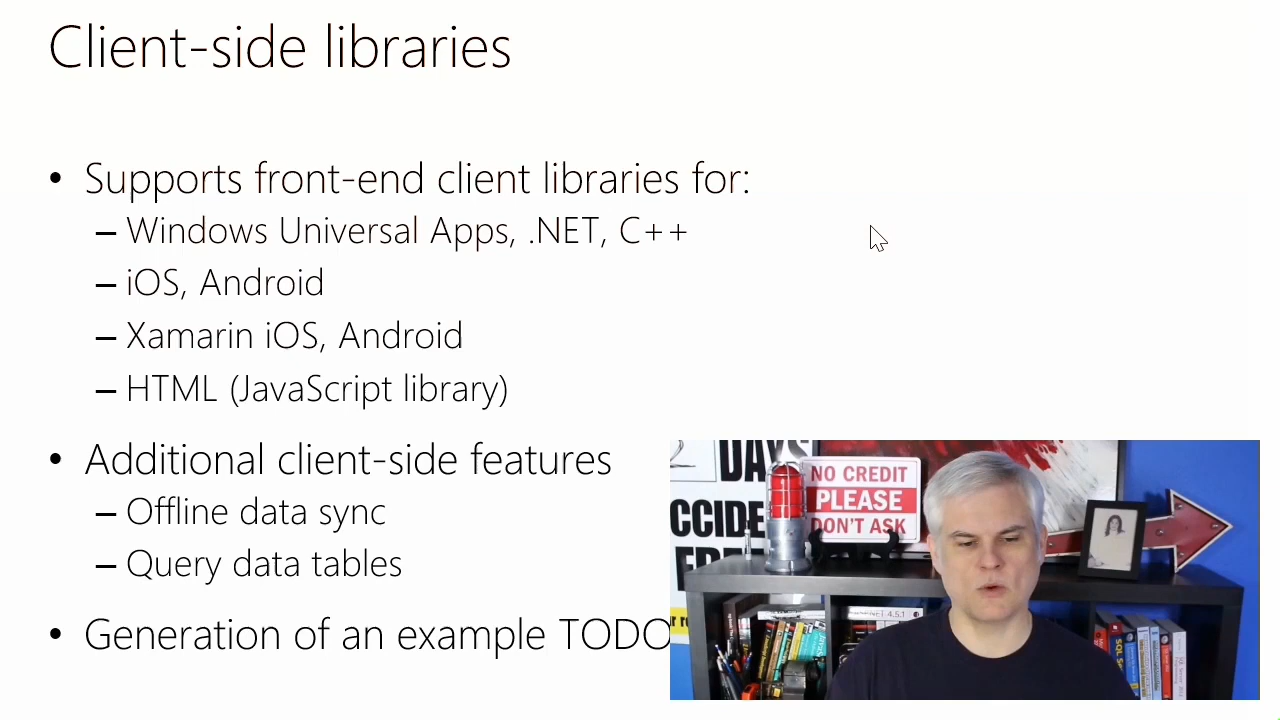 Client-side libraries
• Supports front-end client libraries for:
– Windows Universal Apps, .NET, C++
– iOS, Android
– Xamarin iOS, Android
– HTML (JavaScript library)
• Additional client-side features
– Offline data sync
– Query data tables
• Generation of an example TODO
DAYS
CCIDE
NO CREDIT
PLEASE
DON'T ASK